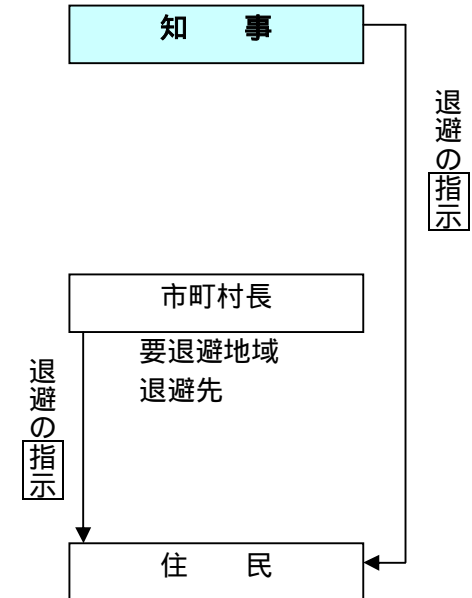 知　事
退避の指示
市町村長
要退避地域
退避先
退避の指示
住　民